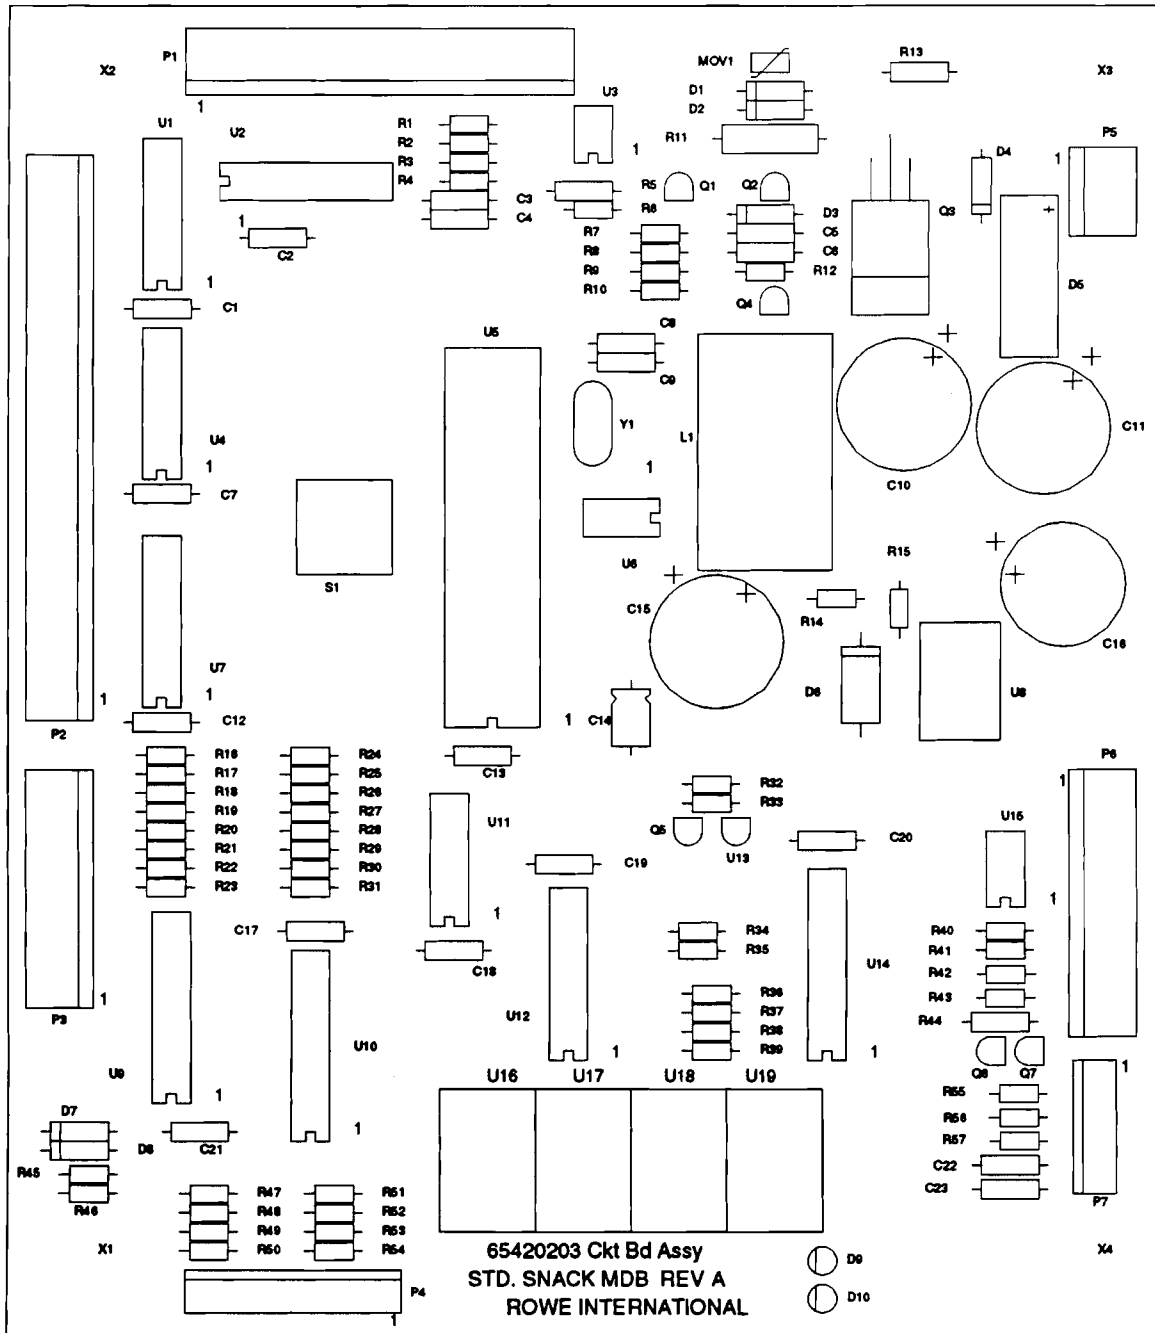 P1
X2
MOV1
R13
X3
U3
D1
D2
1
U1
U2
R1
R2
R3
R4
R11
1
P5
1
D4
R5
Q1
Q2
R6
C3
C4
D3
Q3
+
1
C2
R7
R8
R9
R10
C5
C6
R12
1
C1
Q4
D5
U5
C8
C9
+
+
+
+
U4
1
Y1
L1
C11
C7
1
C10
S1
U6
R15
+
+
+
+
C15
R14
C16
U7
1
1
D6
U8
P2
C12
1
C14
R16
R17
R18
R19
R20
R21
R22
R23
R24
R25
R26
R27
R28
R29
R30
R31
C13
P6
1
R32
R33
U11
Q5
U13
C20
U15
C19
1
1
C17
C18
R34
R35
R40
R41
R42
R43
R44
U14
1
P3
U12
R36
R37
R38
R39
U10
1
1
U9
1
U16 U17 U18 U19
Q6
Q7
1
R55
R56
R57
C22
C23
D7
D8
C21
1
R45
R46
P7
R47
R48
R49
R50
R51
R52
R53
R54
X1
X4
65420203 Ckt Bd Assy
STD. SNACK MDB REV A
ROWE INTERNATIONAL
D9
D10
P4
1